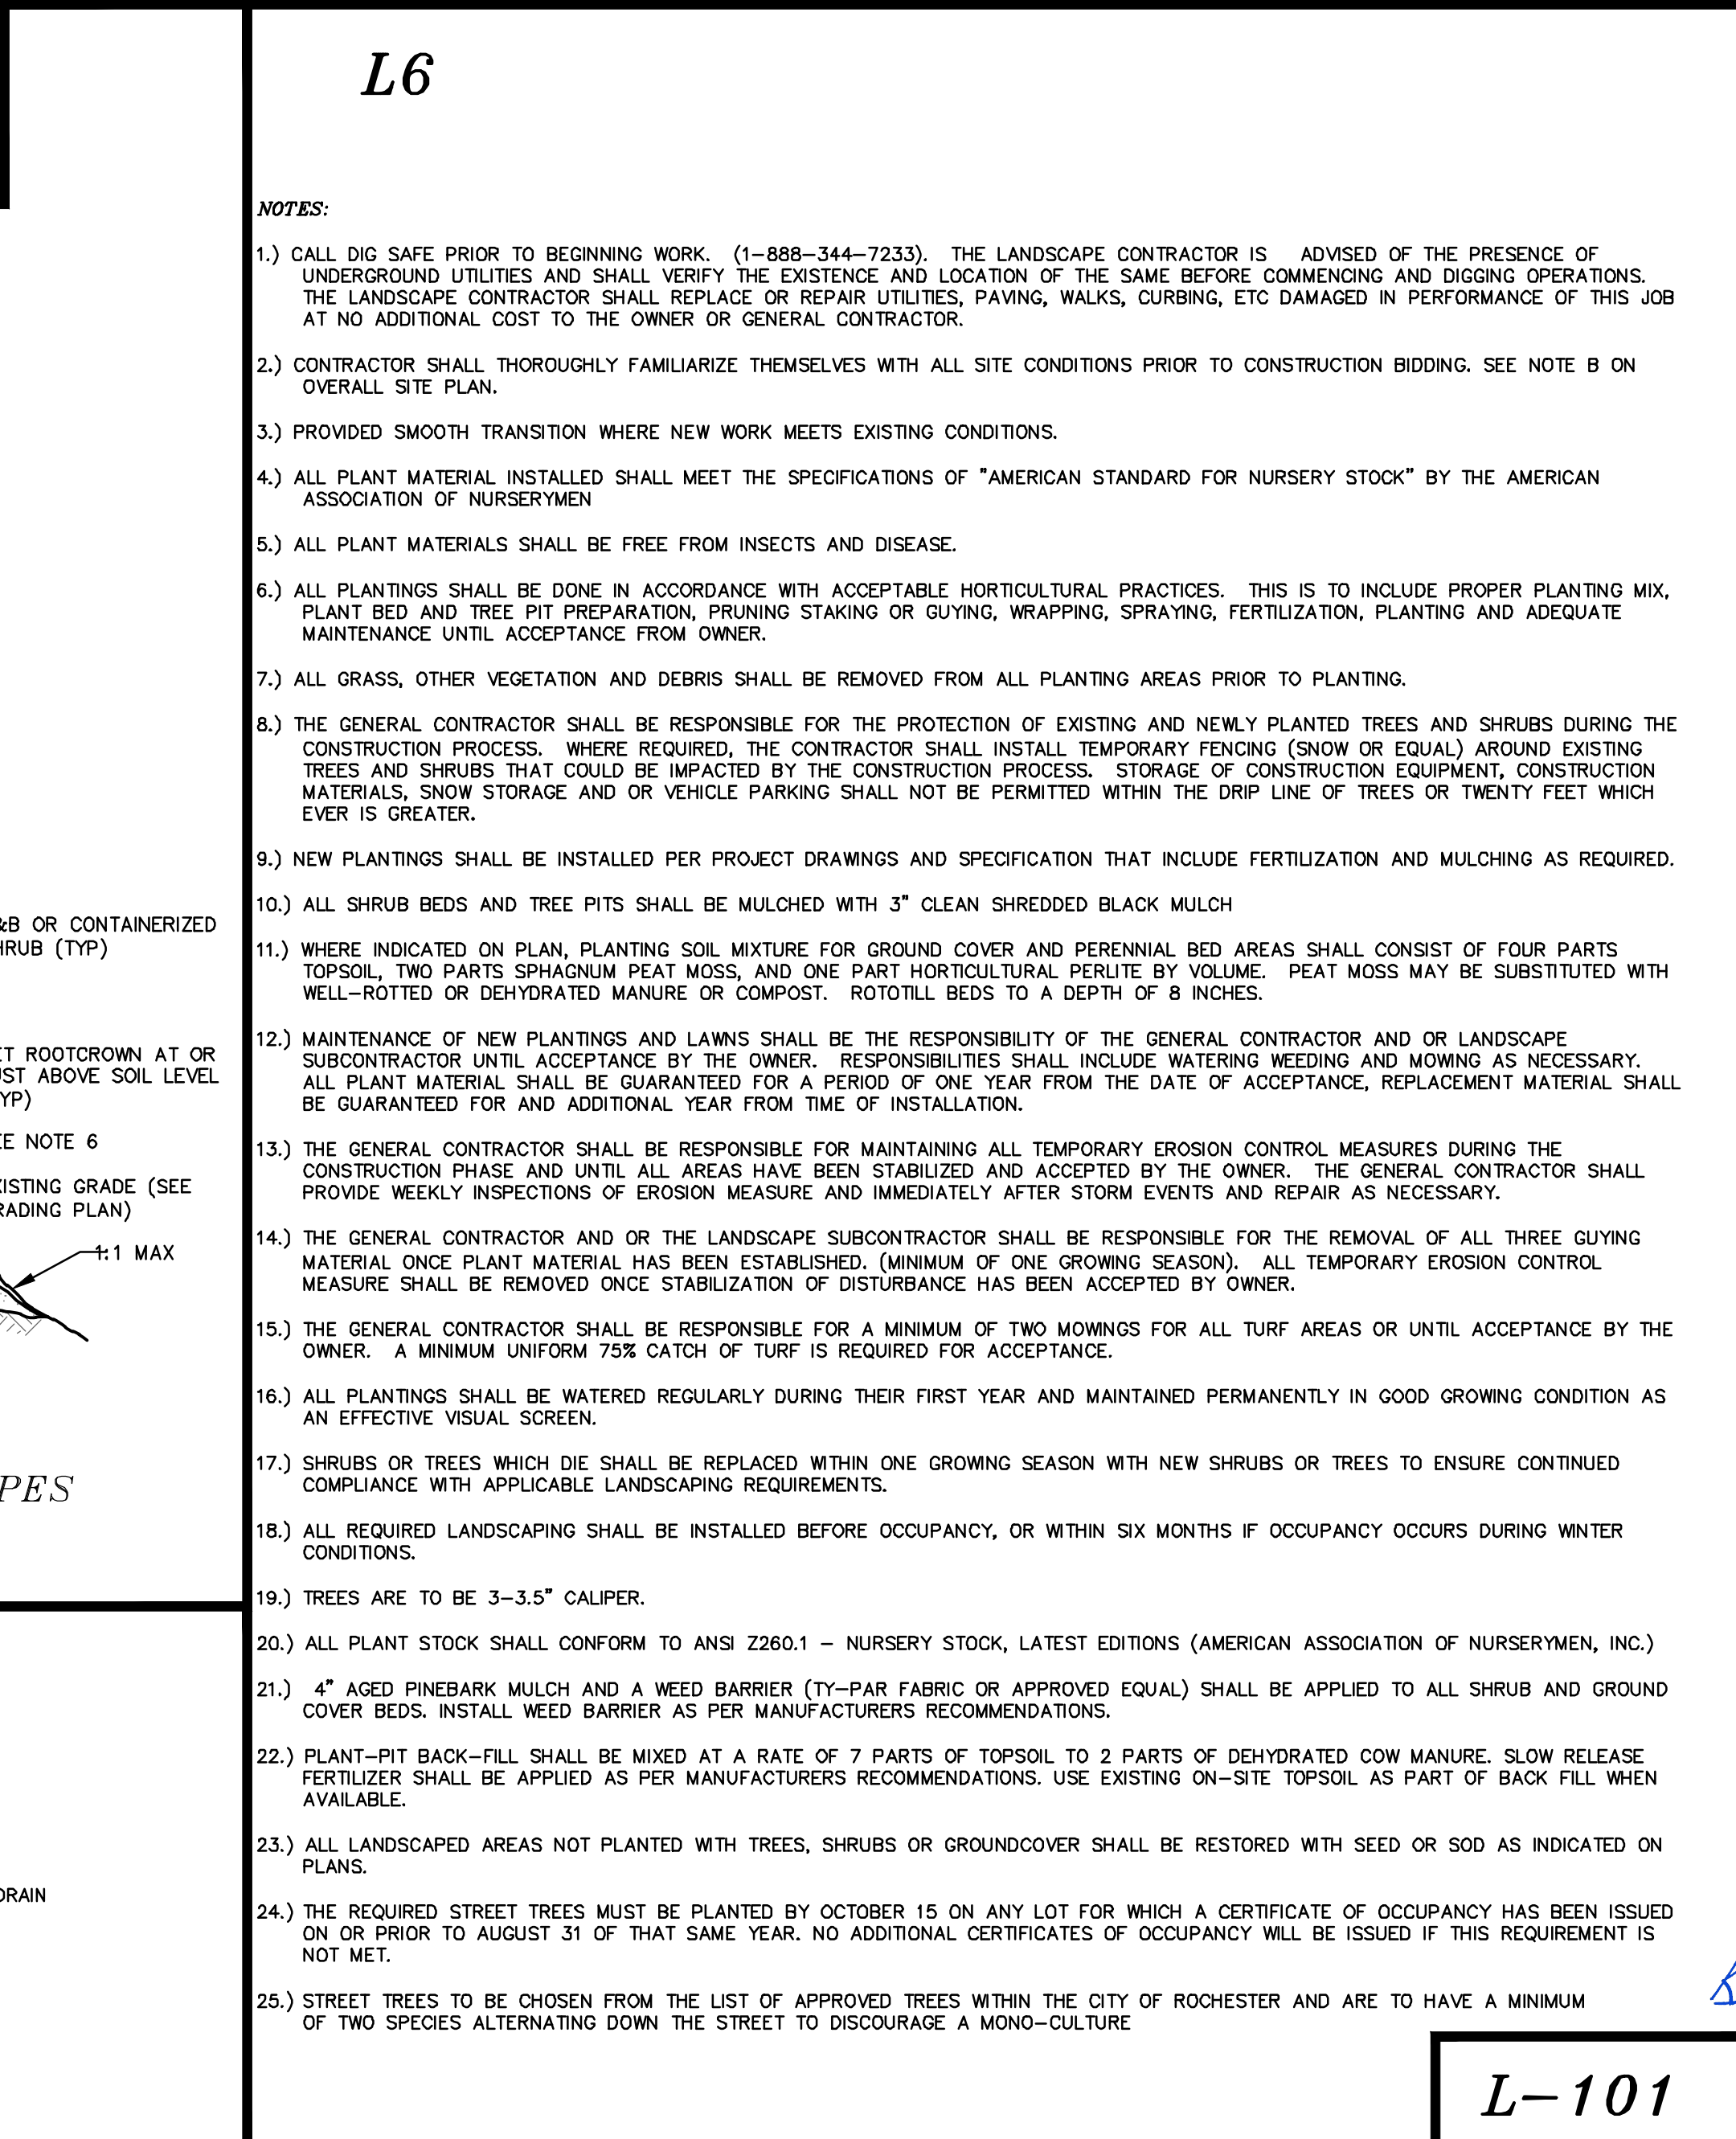 L6
NOTES:
1.) CALL DIG SAFE PRIOR TO BEGINNING WORK. (1-888-344-7233). THE LANDSCAPE CONTRACTOR IS ADVISED OF THE PRESENCE OF
UNDERGROUND UTILITIES AND SHALL VERIFY THE EXISTENCE AND LOCATION OF THE SAME BEFORE COMMENCING AND DIGGING OPERATIONS.
THE LANDSCAPE CONTRACTOR SHALL REPLACE OR REPAIR UTILITIES, PAVING, WALKS, CURBING, ETC DAMAGED IN PERFORMANCE OF THIS JOB
AT NO ADDITIONAL COST TO THE OWNER OR GENERAL CONTRACTOR.
2.) CONTRACTOR SHALL THOROUGHLY FAMILIARIZE THEMSELVES WITH ALL SITE CONDITIONS PRIOR TO CONSTRUCTION BIDDING. SEE NOTE B ON
OVERALL SITE PLAN.
3.) PROVIDED SMOOTH TRANSITION WHERE NEW WORK MEETS EXISTING CONDITIONS.
4.) ALL PLANT MATERIAL INSTALLED SHALL MEET THE SPECIFICATIONS OF "AMERICAN STANDARD FOR NURSERY STOCK" BY THE AMERICAN
ASSOCIATION OF NURSERYMEN
5.) ALL PLANT MATERIALS SHALL BE FREE FROM INSECTS AND DISEASE.
6.) ALL PLANTINGS SHALL BE DONE IN ACCORDANCE WITH ACCEPTABLE HORTICULTURAL PRACTICES. THIS IS TO INCLUDE PROPER PLANTING MIX,
PLANT BED AND TREE PIT PREPARATION, PRUNING STAKING OR GUYING, WRAPPING, SPRAYING, FERTILIZATION, PLANTING AND ADEQUATE
MAINTENANCE UNTIL ACCEPTANCE FROM OWNER.
7.) ALL GRASS, OTHER VEGETATION AND DEBRIS SHALL BE REMOVED FROM ALL PLANTING AREAS PRIOR TO PLANTING.
8.) THE GENERAL CONTRACTOR SHALL BE RESPONSIBLE FOR THE PROTECTION OF EXISTING AND NEWLY PLANTED TREES AND SHRUBS DURING THE
CONSTRUCTION PROCESS. WHERE REQUIRED, THE CONTRACTOR SHALL INSTALL TEMPORARY FENCING (SNOW OR EQUAL) AROUND EXISTING
TREES AND SHRUBS THAT COULD BE IMPACTED BY THE CONSTRUCTION PROCESS. STORAGE OF CONSTRUCTION EQUIPMENT, CONSTRUCTION
MATERIALS, SNOW STORAGE AND OR VEHICLE PARKING SHALL NOT BE PERMITTED WITHIN THE DRIP LINE OF TREES OR TWENTY FEET WHICH
EVER IS GREATER.
9.) NEW PLANTINGS SHALL BE INSTALLED PER PROJECT DRAWINGS AND SPECIFICATION THAT INCLUDE FERTILIZATION AND MULCHING AS REQUIRED.
10.) ALL SHRUB BEDS AND TREE PITS SHALL BE MULCHED WITH 3" CLEAN SHREDDED BLACK MULCH
11.) WHERE INDICATED ON PLAN, PLANTING SOIL MIXTURE FOR GROUND COVER AND PERENNIAL BED AREAS SHALL CONSIST OF FOUR PARTS
TOPSOIL, TWO PARTS SPHAGNUM PEAT MOSS, AND ONE PART HORTICULTURAL PERLITE BY VOLUME. PEAT MOSS MAY BE SUBSTITUTED WITH
WELL-ROTTED OR DEHYDRATED MANURE OR COMPOST. ROTOTILL BEDS TO A DEPTH OF 8 INCHES.
12.) MAINTENANCE OF NEW PLANTINGS AND LAWNS SHALL BE THE RESPONSIBILITY OF THE GENERAL CONTRACTOR AND OR LANDSCAPE
SUBCONTRACTOR UNTIL ACCEPTANCE BY THE OWNER. RESPONSIBILITIES SHALL INCLUDE WATERING WEEDING AND MOWING AS NECESSARY.
ALL PLANT MATERIAL SHALL BE GUARANTEED FOR A PERIOD OF ONE YEAR FROM THE DATE OF ACCEPTANCE, REPLACEMENT MATERIAL SHALL
BE GUARANTEED FOR AND ADDITIONAL YEAR FROM TIME OF INSTALLATION.
13.) THE GENERAL CONTRACTOR SHALL BE RESPONSIBLE FOR MAINTAINING ALL TEMPORARY EROSION CONTROL MEASURES DURING THE
CONSTRUCTION PHASE AND UNTIL ALL AREAS HAVE BEEN STABILIZED AND ACCEPTED BY THE OWNER. THE GENERAL CONTRACTOR SHALL
PROVIDE WEEKLY INSPECTIONS OF EROSION MEASURE AND IMMEDIATELY AFTER STORM EVENTS AND REPAIR AS NECESSARY.
14.) THE GENERAL CONTRACTOR AND OR THE LANDSCAPE SUBCONTRACTOR SHALL BE RESPONSIBLE FOR THE REMOVAL OF ALL THREE GUYING
MATERIAL ONCE PLANT MATERIAL HAS BEEN ESTABLISHED. (MINIMUM OF ONE GROWING SEASON). ALL TEMPORARY EROSION CONTROL
MEASURE SHALL BE REMOVED ONCE STABILIZATION OF DISTURBANCE HAS BEEN ACCEPTED BY OWNER.
15.) THE GENERAL CONTRACTOR SHALL BE RESPONSIBLE FOR A MINIMUM OF TWO MOWINGS FOR ALL TURF AREAS OR UNTIL ACCEPTANCE BY THE
OWNER. A MINIMUM UNIFORM 75% CATCH OF TURF IS REQUIRED FOR ACCEPTANCE.
16.) ALL PLANTINGS SHALL BE WATERED REGULARLY DURING THEIR FIRST YEAR AND MAINTAINED PERMANENTLY IN GOOD GROWING CONDITION AS
AN EFFECTIVE VISUAL SCREEN.
17.) SHRUBS OR TREES WHICH DIE SHALL BE REPLACED WITHIN ONE GROWING SEASON WITH NEW SHRUBS OR TREES TO ENSURE CONTINUED
COMPLIANCE WITH APPLICABLE LANDSCAPING REQUIREMENTS.
18.) ALL REQUIRED LANDSCAPING SHALL BE INSTALLED BEFORE OCCUPANCY, OR WITHIN SIX MONTHS IF OCCUPANCY OCCURS DURING WINTER
CONDITIONS.
19.) TREES ARE TO BE 3-3.5" CALIPER.
20.) ALL PLANT STOCK SHALL CONFORM TO ANSI Z260.1 - NURSERY STOCK, LATEST EDITIONS (AMERICAN ASSOCIATION OF NURSERYMEN, INC.)
21.) 4" AGED PINEBARK MULCH AND A WEED BARRIER (TY-PAR FABRIC OR APPROVED EQUAL) SHALL BE APPLIED TO ALL SHRUB AND GROUND
COVER BEDS. INSTALL WEED BARRIER AS PER MANUFACTURERS RECOMMENDATIONS.
22.) PLANT-PIT BACK-FILL SHALL BE MIXED AT A RATE OF 7 PARTS OF TOPSOIL TO 2 PARTS OF DEHYDRATED COW MANURE. SLOW RELEASE
FERTILIZER SHALL BE APPLIED AS PER MANUFACTURERS RECOMMENDATIONS. USE EXISTING ON-SITE TOPSOIL AS PART OF BACK FILL WHEN
AVAILABLE.
23.) ALL LANDSCAPED AREAS NOT PLANTED WITH TREES, SHRUBS OR GROUNDCOVER SHALL BE RESTORED WITH SEED OR SOD AS INDICATED ON
PLANS.
24.) THE REQUIRED STREET TREES MUST BE PLANTED BY OCTOBER 15 ON ANY LOT FOR WHICH A CERTIFICATE OF OCCUPANCY HAS BEEN ISSUED
ON OR PRIOR TO AUGUST 31 OF THAT SAME YEAR. NO ADDITIONAL CERTIFICATES OF OCCUPANCY WILL BE ISSUED IF THIS REQUIREMENT IS
NOT MET.
25.) STREET TREES TO BE CHOSEN FROM THE LIST OF APPROVED TREES WITHIN THE CITY OF ROCHESTER AND ARE TO HAVE A MINIMUM
OF TWO SPECIES ALTERNATING DOWN THE STREET TO DISCOURAGE A MONO-CULTURE
&B OR CONTAINERIZED
HRUB (TYP)
ET ROOTCROWN AT OR
UST ABOVE SOIL LEVEL
YP)
EE NOTE 6
XISTING GRADE (SEE
RADING PLAN)
1:1 MAX
PES
DRAIN
L-101